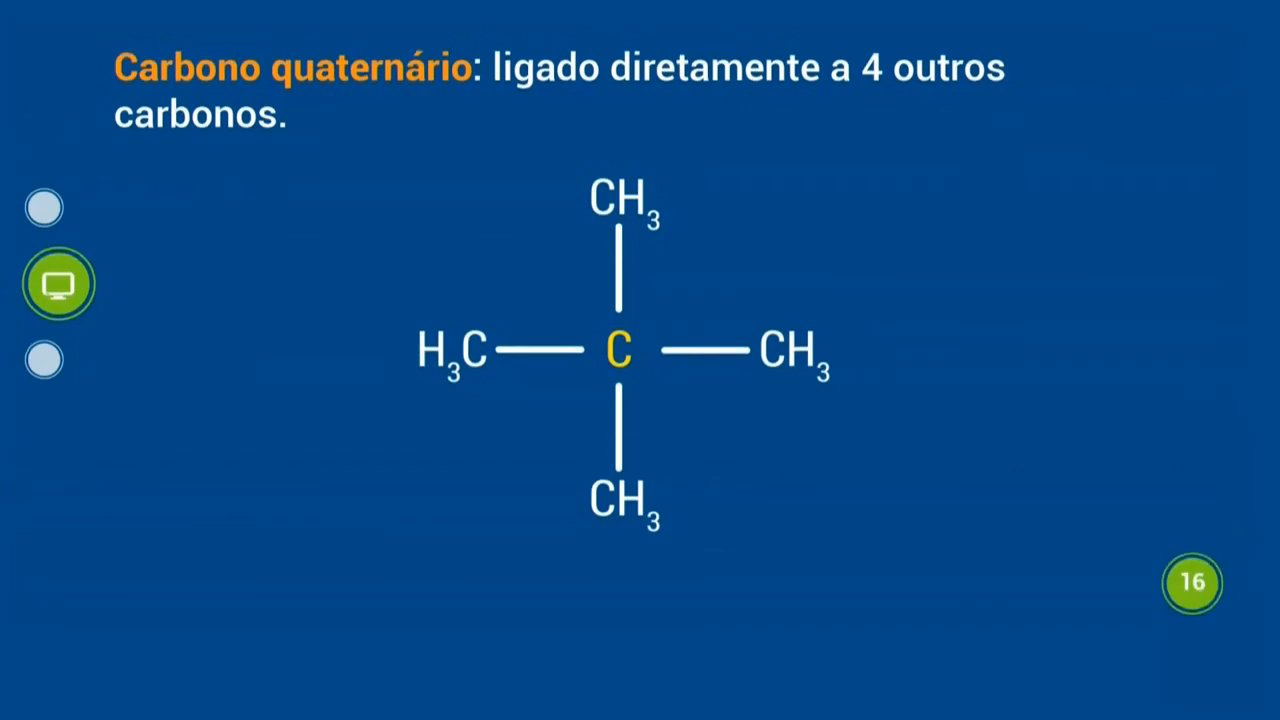 Carbono quaternário: ligado diretamente a 4 outros
carbonos.
CH₃
H₃C C CH₃
CH₃
16